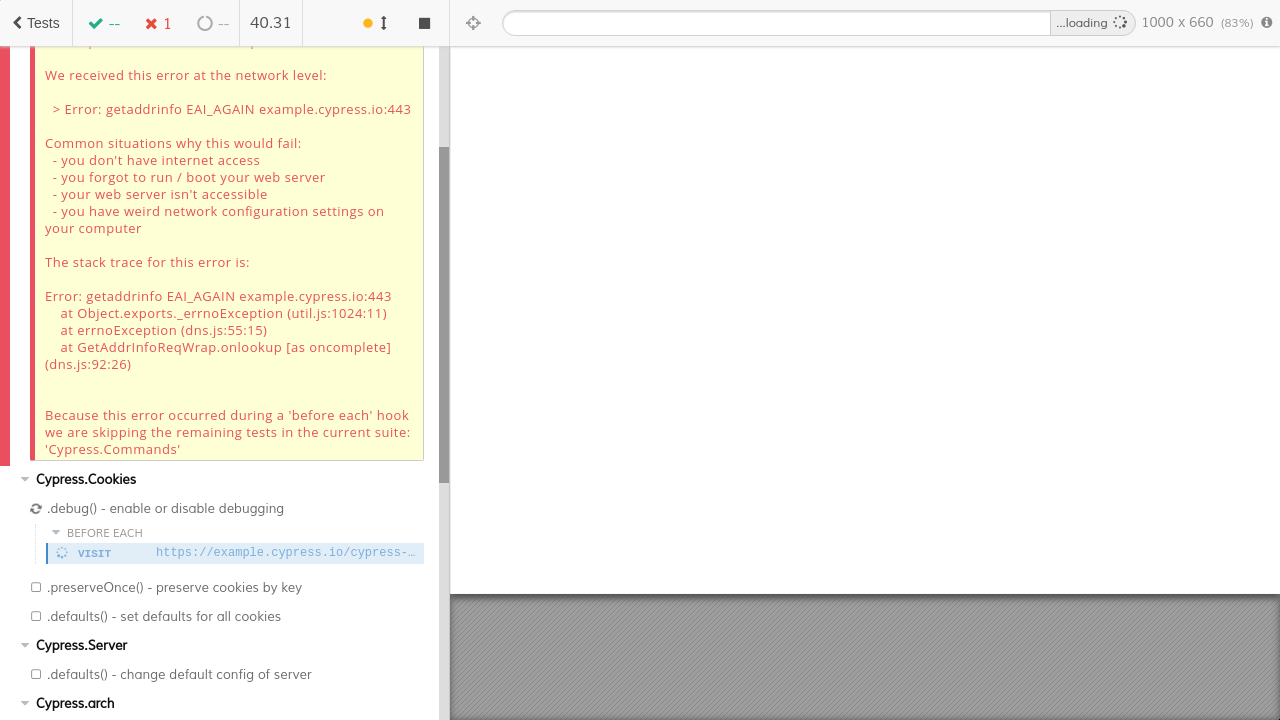 Tests
--
1
--
40.31
...loading
1000 x 660 (83%)
We received this error at the network level:
> Error: getaddrinfo EAI_AGAIN example.cypress.io:443
Common situations why this would fail:
- you don't have internet access
- you forgot to run / boot your web server
- your web server isn't accessible
- you have weird network configuration settings on
your computer
The stack trace for this error is:
Error: getaddrinfo EAI_AGAIN example.cypress.io:443
at Object.exports._errnoException (util.js:1024:11)
at errnoException (dns.js:55:15)
at GetAddrInfoReqWrap.onlookup [as oncomplete]
(dns.js:92:26)
Because this error occurred during a 'before each' hook
we are skipping the remaining tests in the current suite:
'Cypress.Commands'
Cypress.Cookies
.debug() - enable or disable debugging
BEFORE EACH
VISIT https://example.cypress.io/cypress-…
.preserveOnce() - preserve cookies by key
.defaults() - set defaults for all cookies
Cypress.Server
.defaults() - change default config of server
Cypress.arch